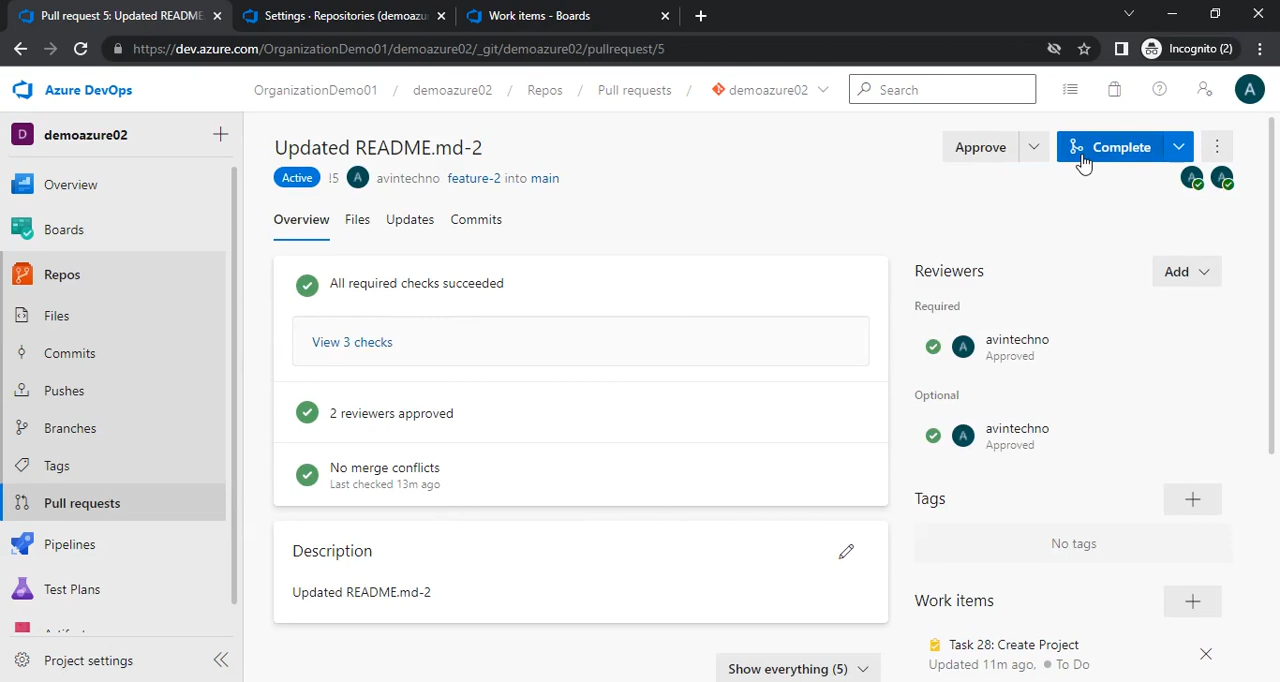 Pull request 5: Updated README.
Settings · Repositories (demoazu
Work items - Boards
https://dev.azure.com/OrganizationDemo01/demoazure02/_git/demoazure02/pullrequest/5
Incognito (2)
Azure DevOps
OrganizationDemo01 / demoazure02 / Repos / Pull requests / demoazure02
Search
A
D demoazure02
Overview
Boards
Repos
Files
Commits
Pushes
Branches
Tags
Pull requests
Pipelines
Test Plans
Project settings
Updated README.md-2
Approve
Complete
Active !5 A avintechno feature-2 into main
A A
Overview Files Updates Commits
All required checks succeeded
View 3 checks
2 reviewers approved
No merge conflicts
Last checked 13m ago
Description
Updated README.md-2
Show everything (5)
Reviewers
Add
Required
A avintechno
Approved
Optional
A avintechno
Approved
Tags
No tags
Work items
Task 28: Create Project
Updated 11m ago, To Do